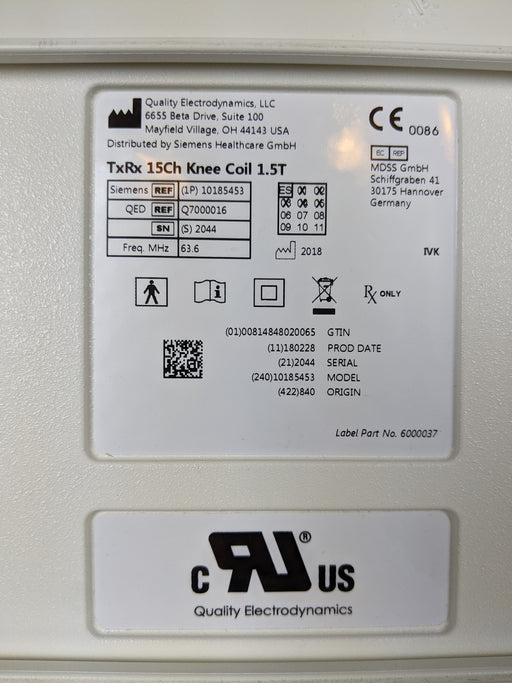 Quality Electrodynamics, LLC
6655 Beta Drive, Suite 100
Mayfield Village, OH 44143 USA
Distributed by Siemens Healthcare GmbH
CE 0086
EC REP
MDSS GmbH
Schiffgraben 41
30175 Hannover
Germany
TxRx 15Ch Knee Coil 1.5T
Siemens REF (1P) 10185453
QED REF Q7000016
SN (S) 2044
Freq. MHz 63.6
ES
06 07 08
09 10 11
2018
IVK
Rx ONLY
(01)00814848020065 GTIN
(11)180228 PROD DATE
(21)2044 SERIAL
(240)10185453 MODEL
(422)840 ORIGIN
Label Part No. 6000037
C RU ® US
Quality Electrodynamics